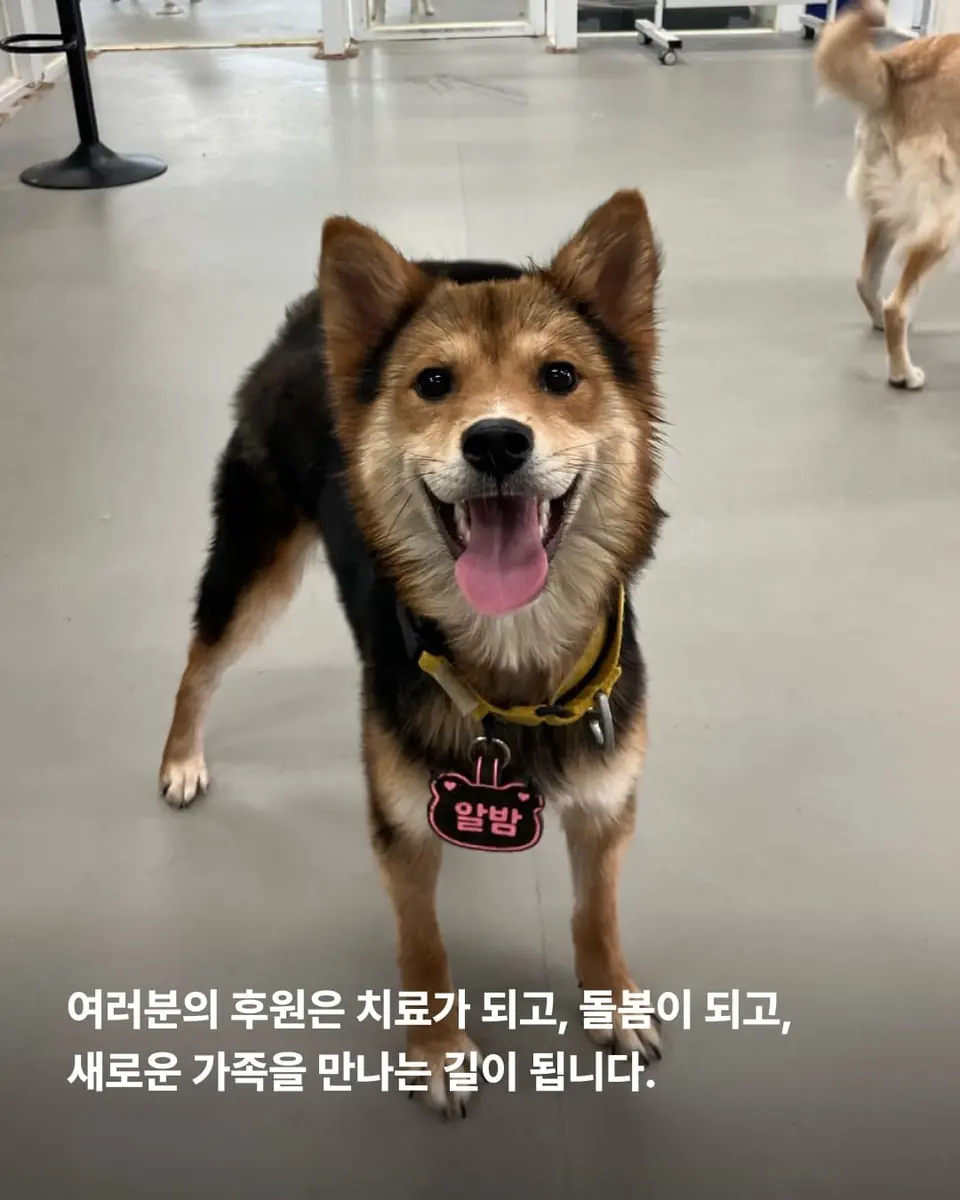 알밤
여러분의 후원은 치료가 되고, 돌봄이 되고,
새로운 가족을 만나는 길이 됩니다.